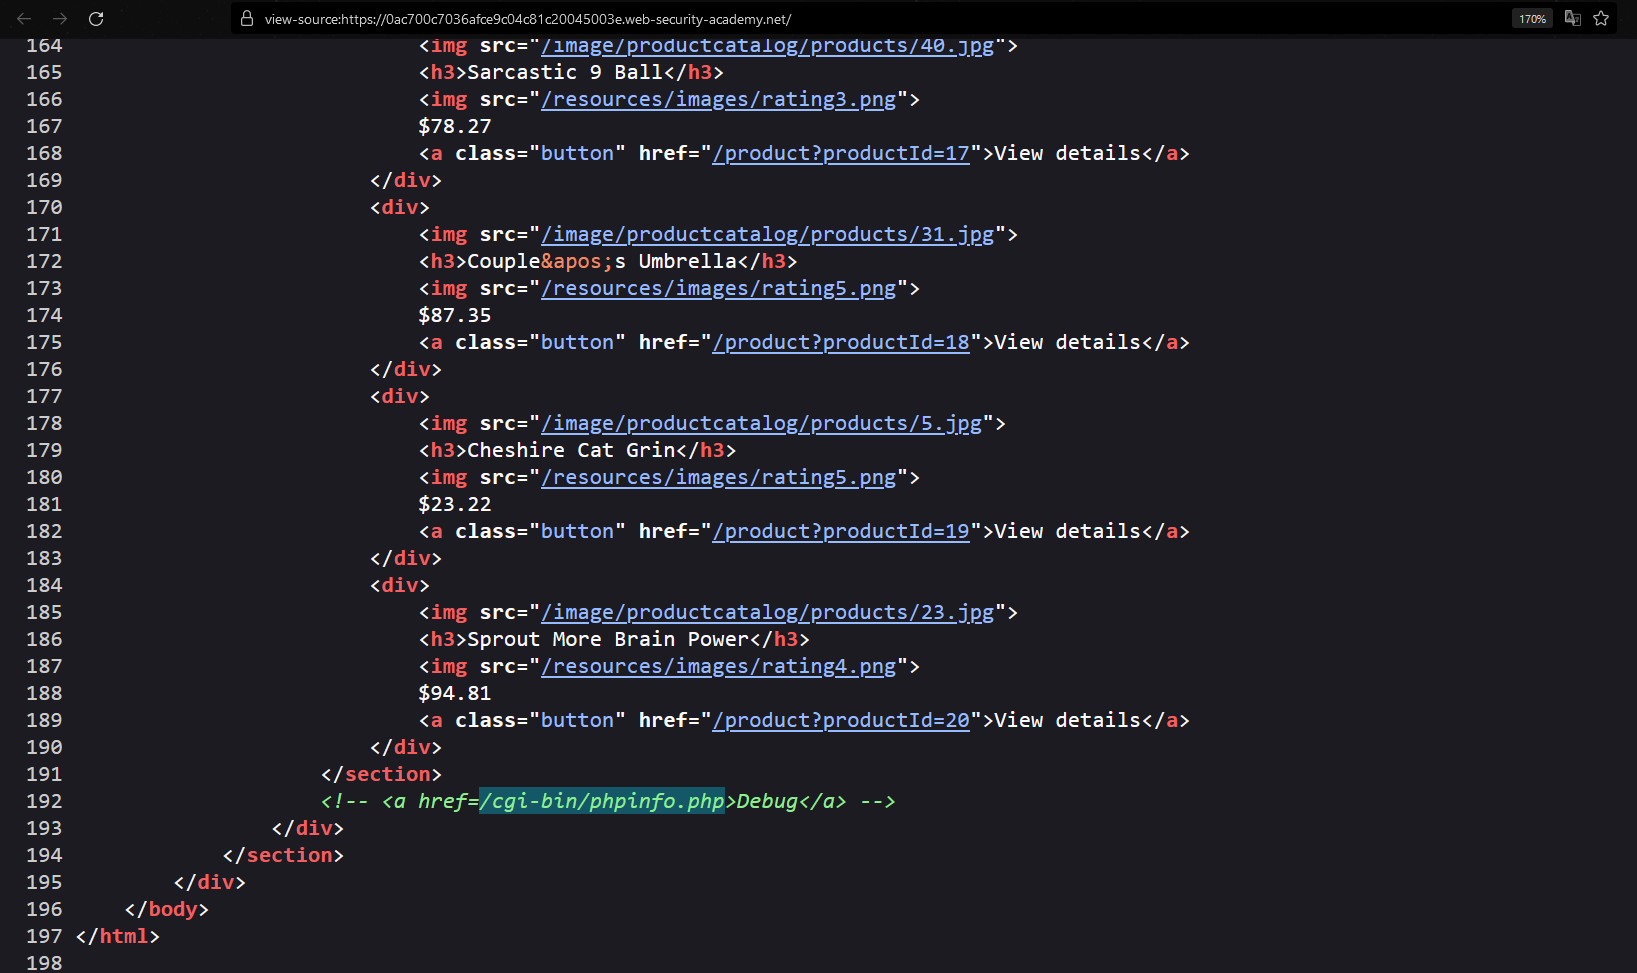 view-source:https://0ac700c7036afce9c04c81c20045003e.web-security-academy.net/
170%
164 <img src="/image/productcatalog/products/40.jpg">
165 <h3>Sarcastic 9 Ball</h3>
166 <img src="/resources/images/rating3.png">
167 $78.27
168 <a class="button" href="/product?productId=17">View details</a>
169 </div>
170 <div>
171 <img src="/image/productcatalog/products/31.jpg">
172 <h3>Couple&apos;s Umbrella</h3>
173 <img src="/resources/images/rating5.png">
174 $87.35
175 <a class="button" href="/product?productId=18">View details</a>
176 </div>
177 <div>
178 <img src="/image/productcatalog/products/5.jpg">
179 <h3>Cheshire Cat Grin</h3>
180 <img src="/resources/images/rating5.png">
181 $23.22
182 <a class="button" href="/product?productId=19">View details</a>
183 </div>
184 <div>
185 <img src="/image/productcatalog/products/23.jpg">
186 <h3>Sprout More Brain Power</h3>
187 <img src="/resources/images/rating4.png">
188 $94.81
189 <a class="button" href="/product?productId=20">View details</a>
190 </div>
191 </section>
192 <!-- <a href=/cgi-bin/phpinfo.php>Debug</a> -->
193 </div>
194 </section>
195 </div>
196 </body>
197 </html>
198